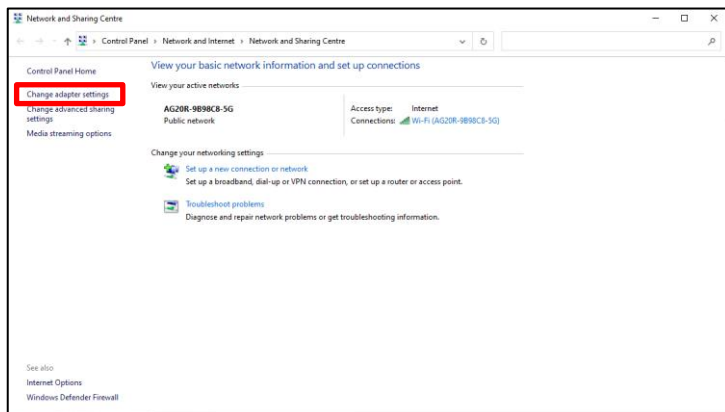 Network and Sharing Centre
Control Panel > Network and Internet > Network and Sharing Centre
Control Panel Home
Change adapter settings
Change advanced sharing
settings
Media streaming options
View your basic network information and set up connections
View your active networks
AG20R-9B98C8-5G
Public network
Access type: Internet
Connections: Wi-Fi (AG20R-9B98C8-5G)
Change your networking settings
Set up a new connection or network
Set up a broadband, dial-up or VPN connection, or set up a router or access point.
Troubleshoot problems
Diagnose and repair network problems or get troubleshooting information.
See also
Internet Options
Windows Defender Firewall